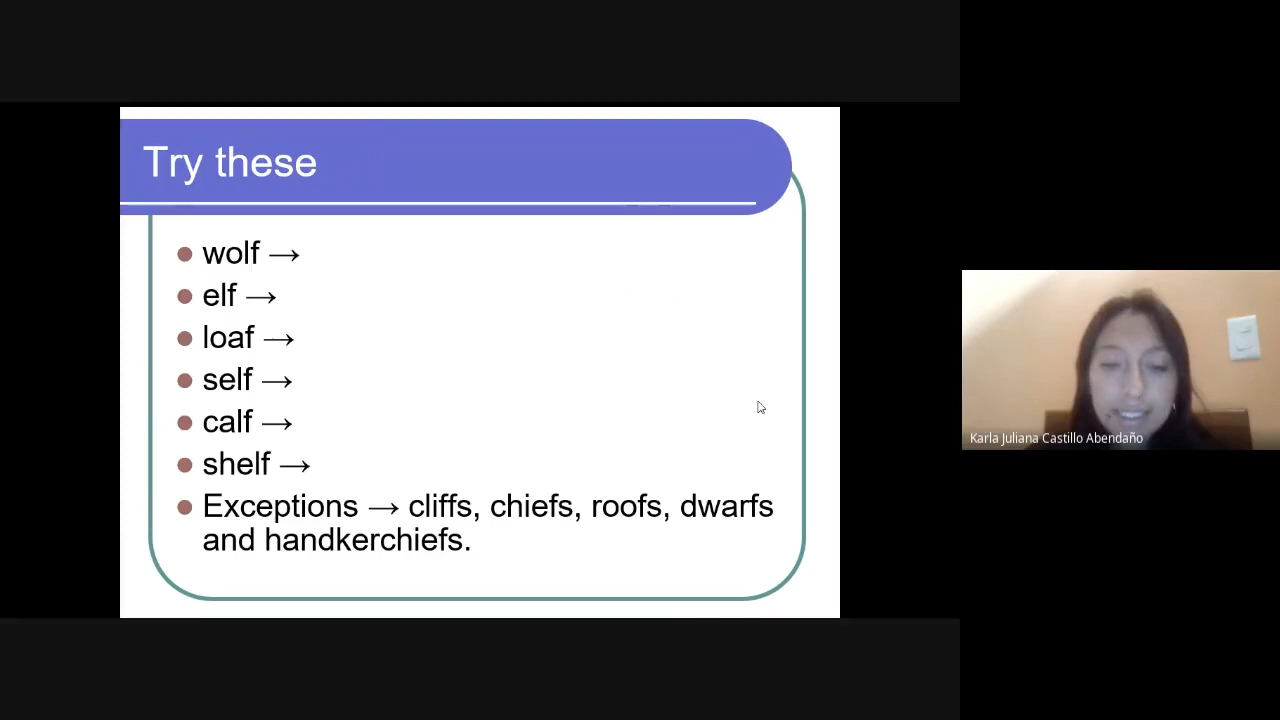 Try these
wolf →
elf →
loaf →
self →
calf →
shelf →
Exceptions → cliffs, chiefs, roofs, dwarfs
and handkerchiefs.
Karla Juliana Castillo Abendaño